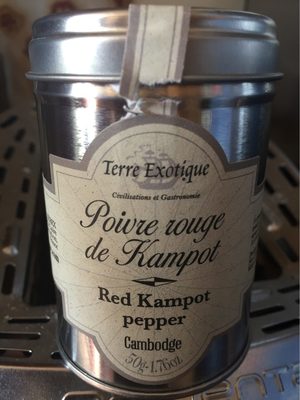 Terre Exotique
Civilisations et Gastronomie
Poivre rouge
de Kampot
Red Kampot
pepper
Cambodge
50g-1.76oz